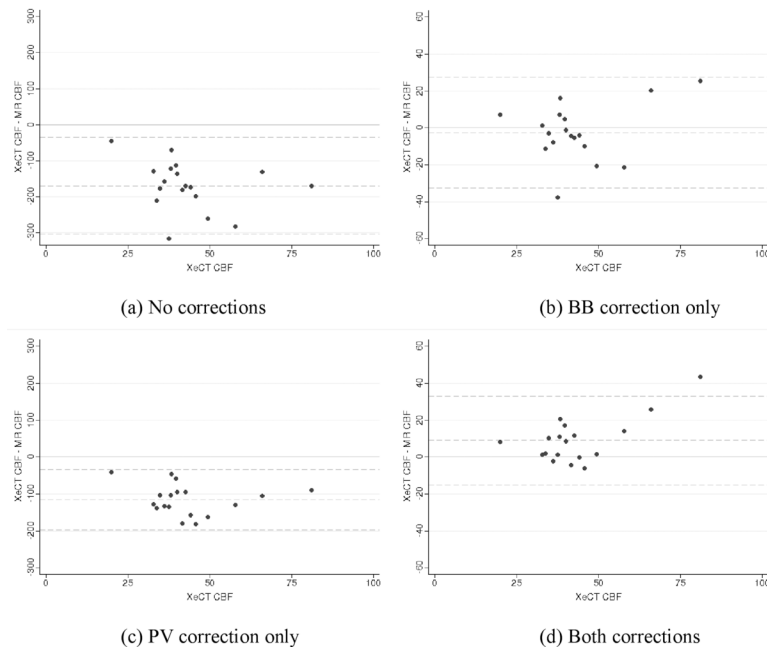 300
200
100
0
-100
-200
-300
XeCT CBF - MR CBF
0 25 50 75 100
XeCT CBF
(a) No corrections
60
40
20
0
-20
-40
-60
XeCT CBF - MR CBF
0 25 50 75 100
XeCT CBF
(b) BB correction only
300
200
100
0
-100
-200
-300
XeCT CBF - MR CBF
0 25 50 75 100
XeCT CBF
(c) PV correction only
60
40
20
0
-20
-40
-60
XeCT CBF - MR CBF
0 25 50 75 100
XeCT CBF
(d) Both corrections